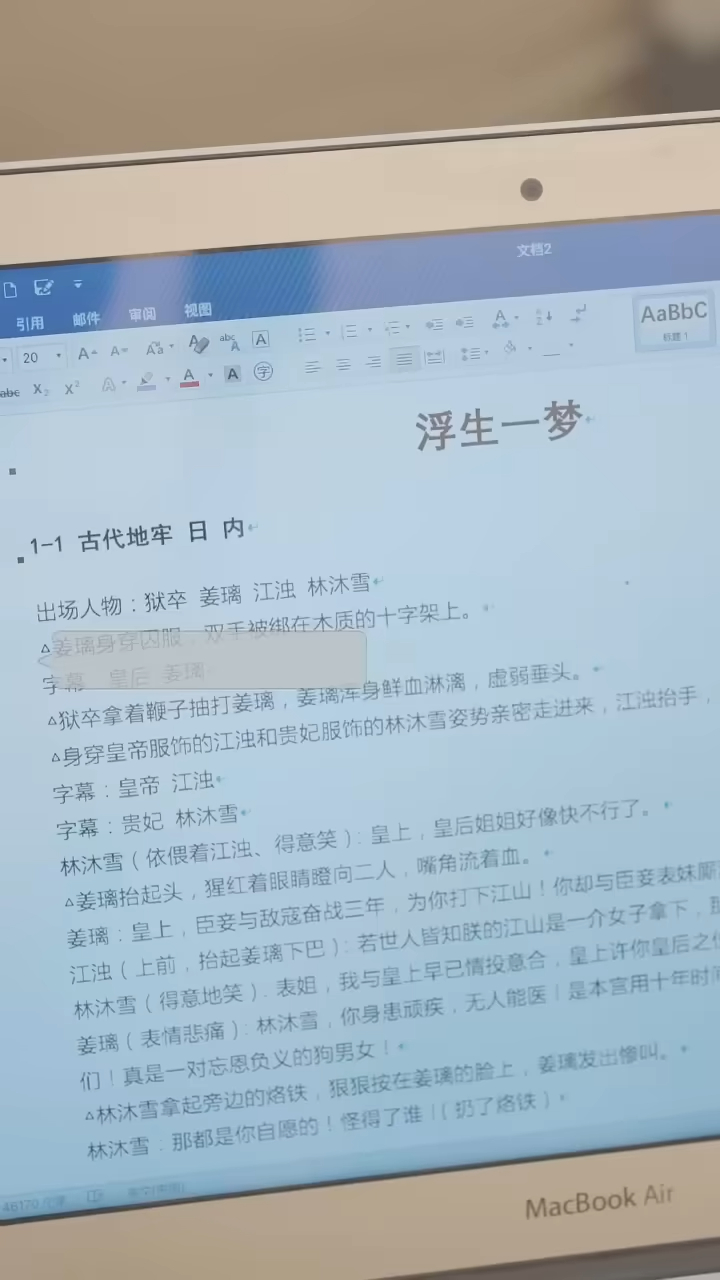 文档2
引用 邮件 审阅 视图
20
AaBbC
标题 1
浮生一梦
1-1 古代地牢 日 内
出场人物：狱卒 姜璃 江浊 林沐雪
△姜璃身穿囚服，双手被绑在木质的十字架上。
字幕 皇后 姜璃
△狱卒拿着鞭子抽打姜璃，姜璃浑身鲜血淋漓，虚弱垂头。
△身穿皇帝服饰的江浊和贵妃服饰的林沐雪姿势亲密走进来，江浊抬手，
字幕：皇帝 江浊
字幕：贵妃 林沐雪
林沐雪（依偎着江浊、得意笑）：皇上，皇后姐姐好像快不行了。
△姜璃抬起头，猩红着眼睛瞪向二人，嘴角流着血。
姜璃：皇上，臣妾与敌寇奋战三年，为你打下江山！你却与臣妾表妹厮
江浊（上前，抬起姜璃下巴）：若世人皆知朕的江山是一介女子拿下，
林沐雪（得意地笑）：表姐，我与皇上早已情投意合，皇上许你皇后之位
姜璃（表情悲痛）：林沐雪，你身患顽疾，无人能医！是本宫用十年时间
们！真是一对忘恩负义的狗男女！
△林沐雪拿起旁边的烙铁，狠狠按在姜璃的脸上，姜璃发出惨叫。
林沐雪：那都是你自愿的！怪得了谁！（扔了烙铁）
MacBook Air